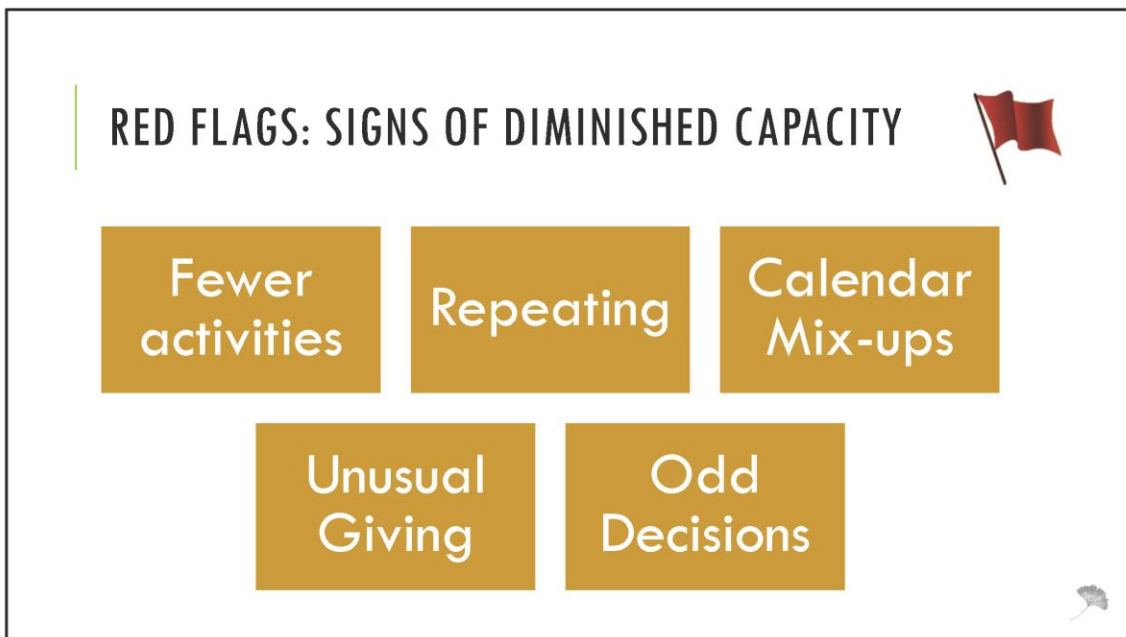 RED FLAGS: SIGNS OF DIMINISHED CAPACITY
Fewer
activities
Repeating
Calendar
Mix-ups
Unusual
Giving
Odd
Decisions